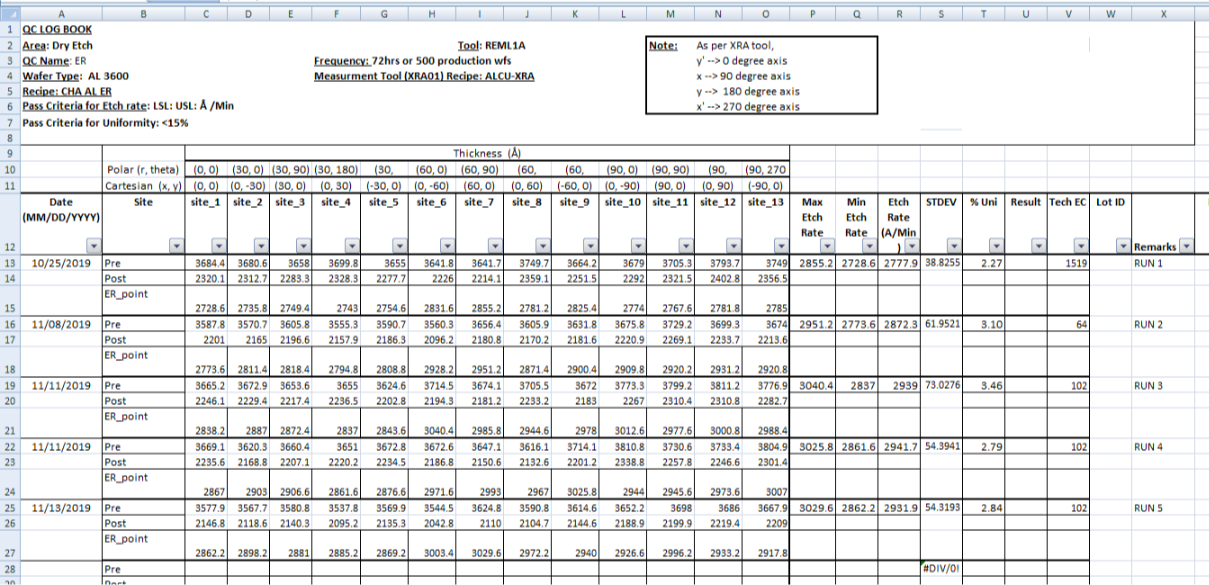 A B C D E F G H I J K L M N O P Q R S T U V W X
1 QC LOG BOOK
2 Area: Dry Etch Tool: REML1A Note: As per XRA tool,
3 QC Name: ER Frequency: 72hrs or 500 production wfs y' --> 0 degree axis
4 Wafer Type: AL 3600 Measurment Tool (XRA01) Recipe: ALCU-XRA x --> 90 degree axis
5 Recipe: CHA AL ER y --> 180 degree axis
6 Pass Criteria for Etch rate: LSL: USL: Å /Min x' --> 270 degree axis
7 Pass Criteria for Uniformity: <15%
8
9 Thickness (Å)
10 Polar (r, theta) (0, 0) (30, 0) (30, 90) (30, 180) (30, (60, 0) (60, 90) (60, (60, (90, 0) (90, 90) (90, (90, 270
11 Cartesian (x, y) (0, 0) (0, -30) (30, 0) (0, 30) (-30, 0) (0, -60) (60, 0) (0, 60) (-60, 0) (0, -90) (90, 0) (0, 90) (-90, 0)
Date Site site_1 site_2 site_3 site_4 site_5 site_6 site_7 site_8 site_9 site_10 site_11 site_12 site_13 Max Min Etch STDEV % Uni Result Tech EC Lot ID
(MM/DD/YYYY) Etch Etch Rate
Rate Rate (A/Min
12 ) Remarks
13 10/25/2019 Pre 3684.4 3680.6 3658 3699.8 3655 3641.8 3641.7 3749.7 3664.2 3679 3705.3 3793.7 3749 2855.2 2728.6 2777.9 38.8255 2.27 1519 RUN 1
14 Post 2320.1 2312.7 2283.3 2328.3 2277.7 2226 2214.1 2359.1 2251.5 2292 2321.5 2402.8 2356.5
ER_point
15 2728.6 2735.8 2749.4 2743 2754.6 2831.6 2855.2 2781.2 2825.4 2774 2767.6 2781.8 2785
16 11/08/2019 Pre 3587.8 3570.7 3605.8 3555.3 3590.7 3560.3 3656.4 3605.9 3631.8 3675.8 3729.2 3699.3 3674 2951.2 2773.6 2872.3 61.9521 3.10 64 RUN 2
17 Post 2201 2165 2196.6 2157.9 2186.3 2096.2 2180.8 2170.2 2181.6 2220.9 2269.1 2233.7 2213.6
ER_point
18 2773.6 2811.4 2818.4 2794.8 2808.8 2928.2 2951.2 2871.4 2900.4 2909.8 2920.2 2931.2 2920.8
19 11/11/2019 Pre 3665.2 3672.9 3653.6 3655 3624.6 3714.5 3674.1 3705.5 3672 3773.3 3799.2 3811.2 3776.9 3040.4 2837 2939 73.0276 3.46 102 RUN 3
20 Post 2246.1 2229.4 2217.4 2236.5 2202.8 2194.3 2181.2 2233.2 2183 2267 2310.4 2310.8 2282.7
ER_point
21 2838.2 2887 2872.4 2837 2843.6 3040.4 2985.8 2944.6 2978 3012.6 2977.6 3000.8 2988.4
22 11/11/2019 Pre 3669.1 3620.3 3660.4 3651 3672.8 3672.6 3647.1 3616.1 3714.1 3810.8 3730.6 3733.4 3804.9 3025.8 2861.6 2941.7 54.3941 2.79 102 RUN 4
23 Post 2235.6 2168.8 2207.1 2220.2 2234.5 2186.8 2150.6 2132.6 2201.2 2338.8 2257.8 2246.6 2301.4
ER_point
24 2867 2903 2906.6 2861.6 2876.6 2971.6 2993 2967 3025.8 2944 2945.6 2973.6 3007
25 11/13/2019 Pre 3577.9 3567.7 3580.8 3537.8 3569.9 3544.5 3624.8 3590.8 3614.6 3652.2 3698 3686 3667.9 3029.6 2862.2 2931.9 54.3193 2.84 102 RUN 5
26 Post 2146.8 2118.6 2140.3 2095.2 2135.3 2042.8 2110 2104.7 2144.6 2188.9 2199.9 2219.4 2209
ER_point
27 2862.2 2898.2 2881 2885.2 2869.2 3003.4 3029.6 2972.2 2940 2926.6 2996.2 2933.2 2917.8
28 Pre #DIV/0!